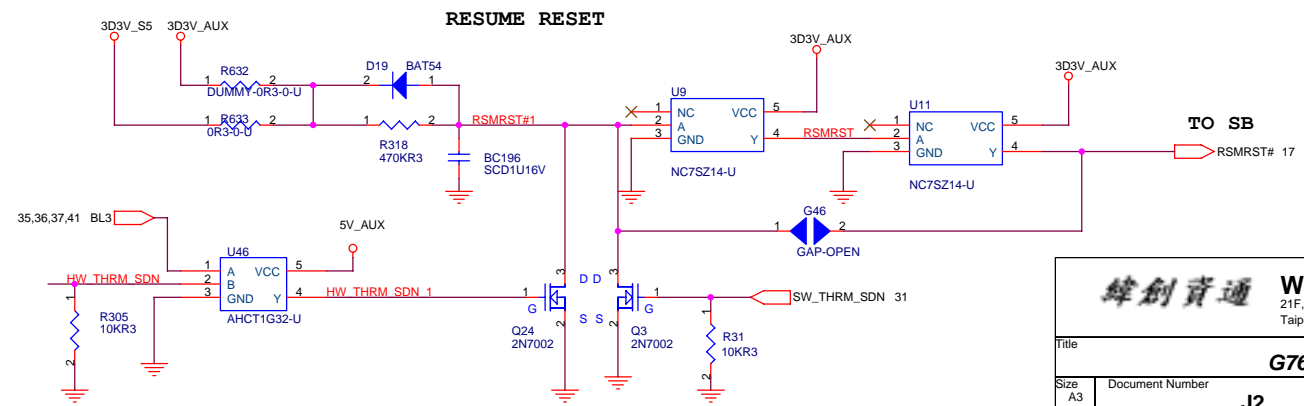 RESUME RESET
3D3V_S5
3D3V_AUX
R632
1 2
DUMMY-0R3-0-U
R633
1 2
0R3-0-U
D19 BAT54
2 1
1 2
R318
470KR3
RSMRST#1
BC196
SCD1U16V
3D3V_AUX
U9
1 NC VCC 5
2 A
3 GND Y 4
NC7SZ14-U
RSMRST
3D3V_AUX
U11
1 NC VCC 5
2 A
3 GND Y 4
NC7SZ14-U
TO SB
RSMRST# 17
G46
1 2
GAP-OPEN
35,36,37,41 BL3
5V_AUX
U46
1 A VCC 5
2 B
3 GND Y 4
AHCT1G32-U
HW_THRM_SDN
HW_THRM_SDN_1
1
R305
10KR3
2
3 D D 3
1 G G 1
2 S S 2
Q24
2N7002
Q3
2N7002
SW_THRM_SDN 31
1
R31
10KR3
2
緯創資通 W
21F,
Taip
Title
G76
Size
A3
Document Number
J2